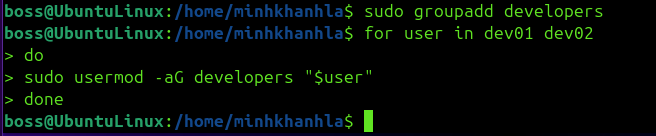 boss@UbuntuLinux:/home/minhkhanhla$ sudo groupadd developers
boss@UbuntuLinux:/home/minhkhanhla$ for user in dev01 dev02
> do
> sudo usermod -aG developers "$user"
> done
boss@UbuntuLinux:/home/minhkhanhla$